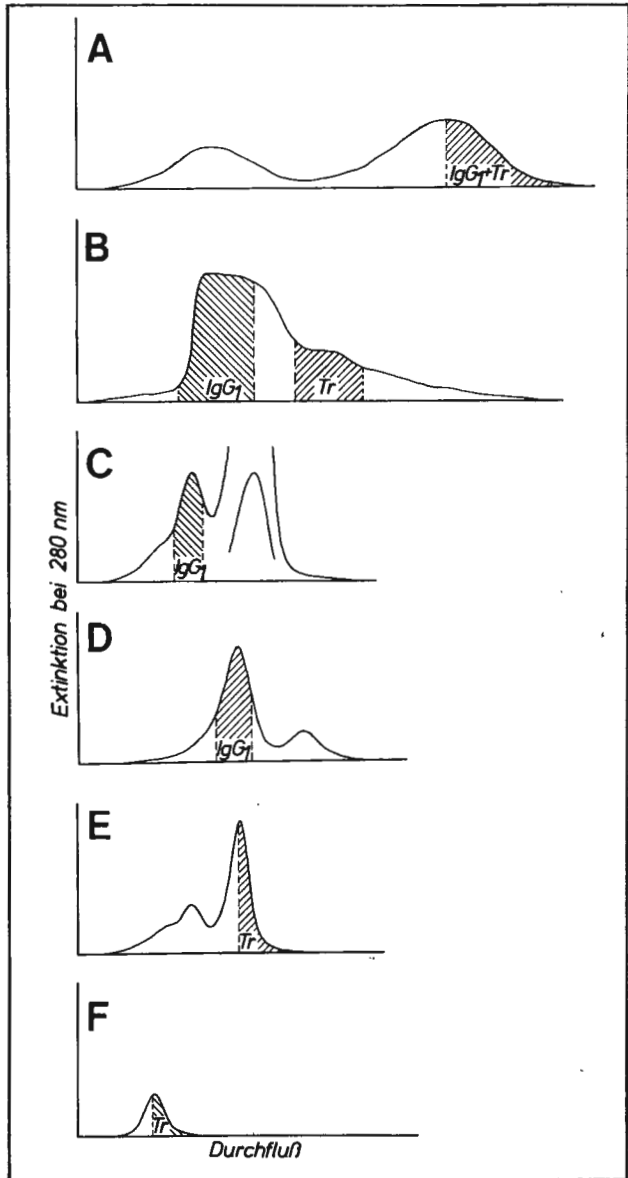 A
IgG1+Tr
B
IgG1
Tr
C
IgG1
D
IgG1
E
Tr
F
Tr
Extinktion bei 280 nm
Durchfluß